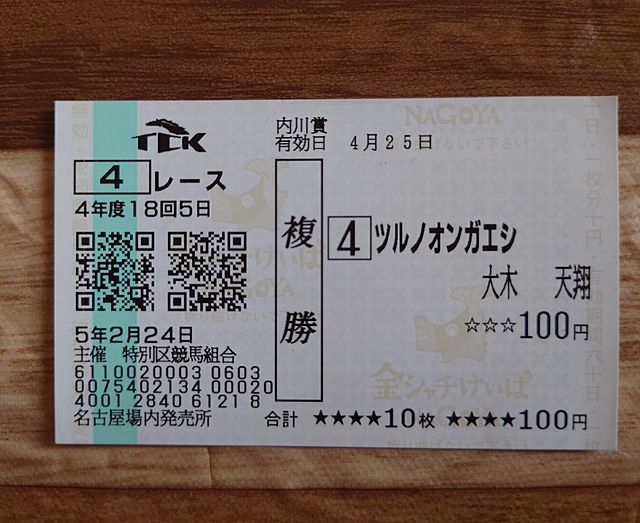 TCK
4 レース
4年度18回5日
5年2月24日
主催 特別区競馬組合
6110020003 0603
0075402134 00020
4001 2840 6121 8
名古屋場内発売所
内川賞
有効日 4月25日
複勝
4 ツルノオンガエシ
大木 天翔
☆☆☆100円
合計 ★★★★10枚 ★★★★100円
NAGOYA
金シャチけいば